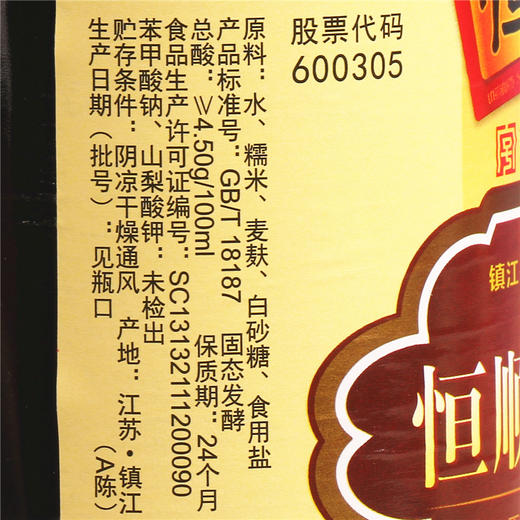 股票代码
600305
原料：水、糯米、麦麸、白砂糖、食用盐
产品标准号：GB/T 18187 固态发酵
总酸：≥4.50g/100ml 保质期：24个月
食品生产许可证编号：SC13132111200090
苯甲酸钠、山梨酸钾：未检出
贮存条件：阴凉干燥通风 产地：江苏·镇江
生产日期（批号）：见瓶口 （A陈）
镇江
恒顺